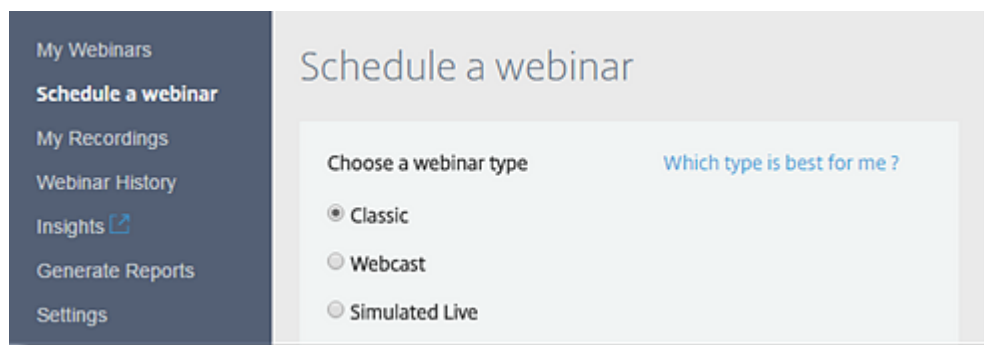 My Webinars
Schedule a webinar
My Recordings
Webinar History
Insights
Generate Reports
Settings
Schedule a webinar
Choose a webinar type
Which type is best for me ?
Classic
Webcast
Simulated Live